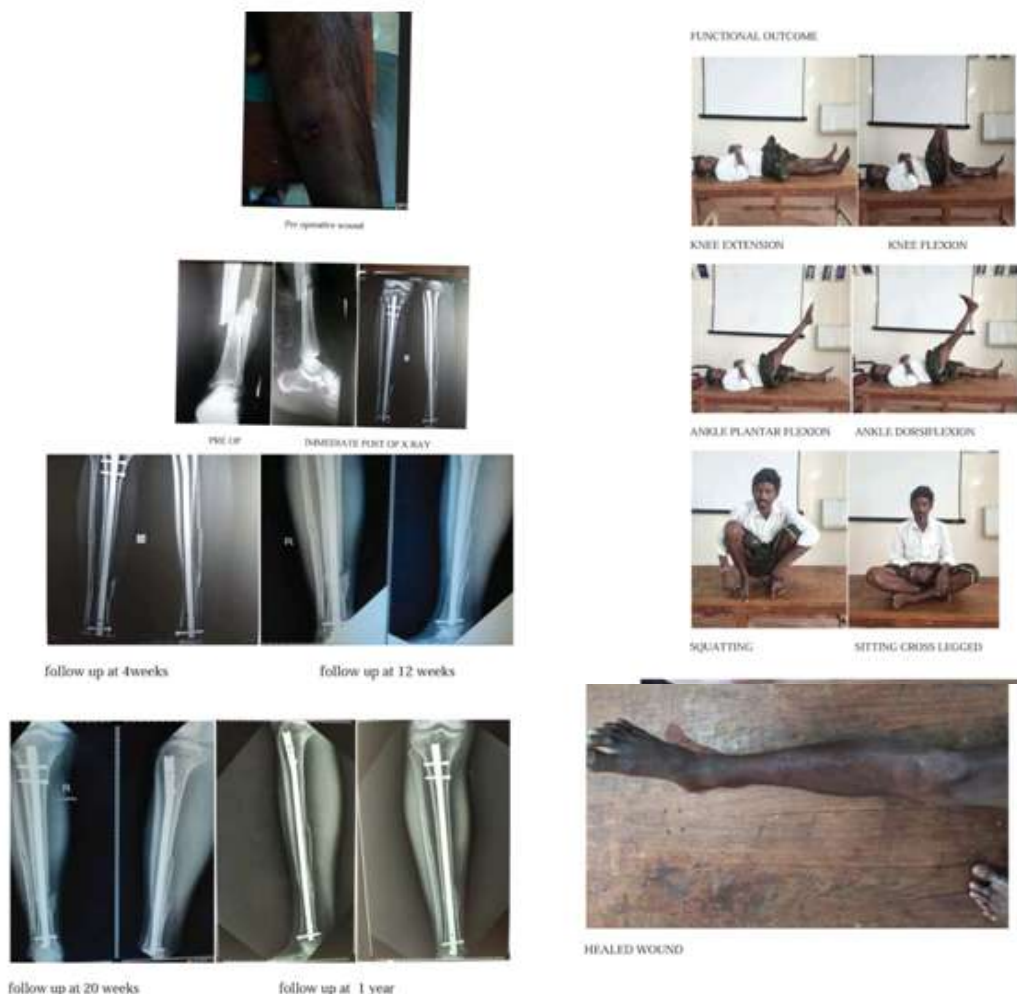 Pre operative wound
PRE OP
IMMEDIATE POST OP X RAY
follow up at 4weeks
follow up at 12 weeks
follow up at 20 weeks
follow up at 1 year
FUNCTIONAL OUTCOME
KNEE EXTENSION
KNEE FLEXION
ANKLE PLANTAR FLEXION
ANKLE DORSIFLEXION
SQUATTING
SITTING CROSS LEGGED
HEALED WOUND